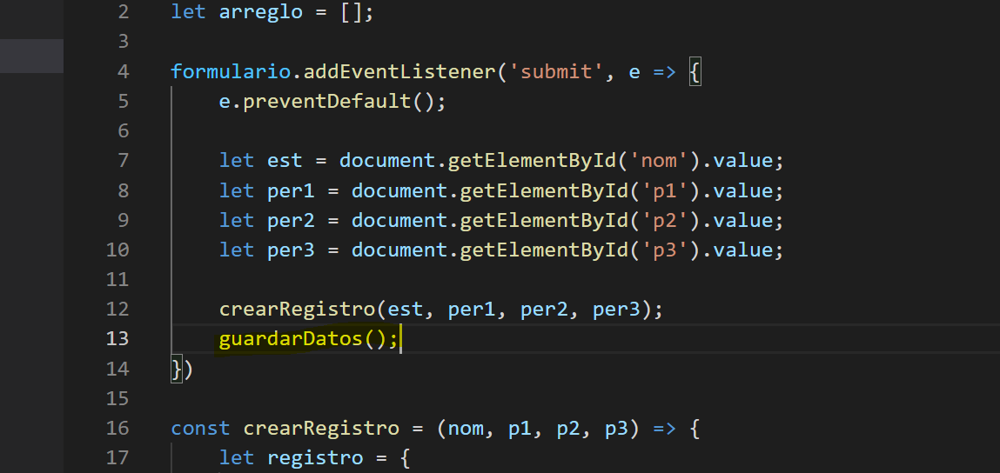 2 let arreglo = [];
3
4 formulario.addEventListener('submit', e => {
5 e.preventDefault();
6
7 let est = document.getElementById('nom').value;
8 let per1 = document.getElementById('p1').value;
9 let per2 = document.getElementById('p2').value;
10 let per3 = document.getElementById('p3').value;
11
12 crearRegistro(est, per1, per2, per3);
13 guardarDatos();
14 })
15
16 const crearRegistro = (nom, p1, p2, p3) => {
17 let registro = {